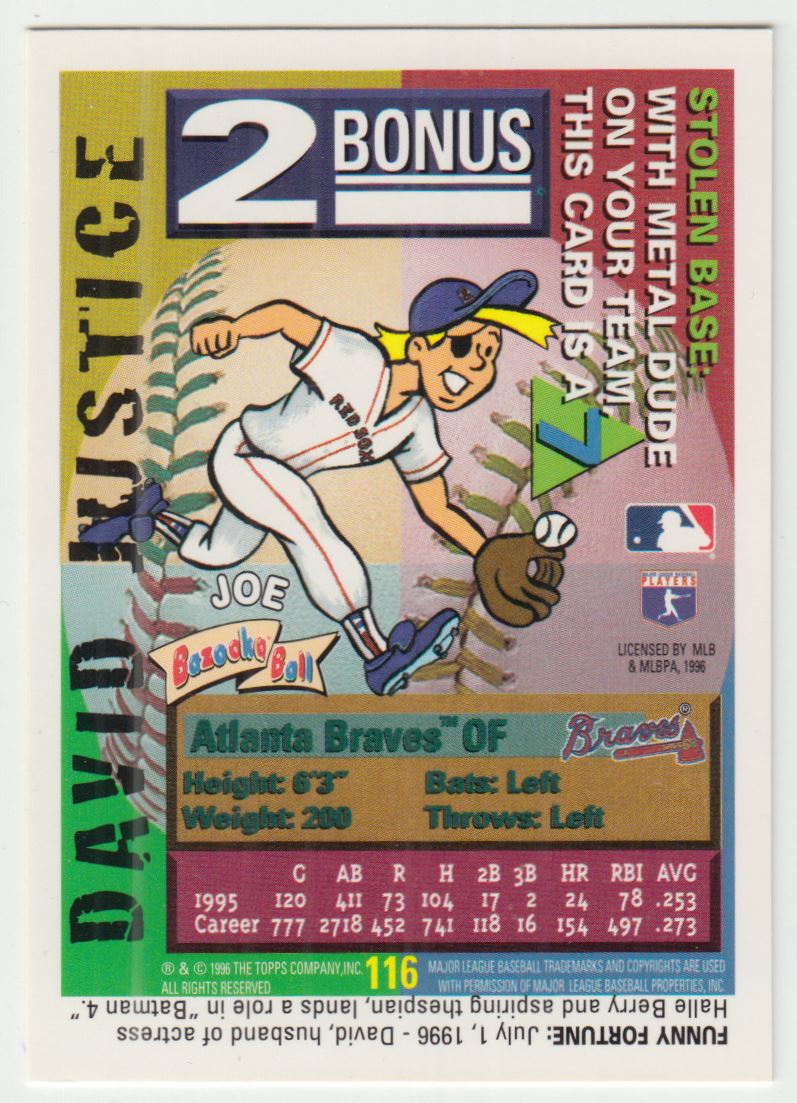 2 BONUS
STOLEN BASE:
WITH METAL DUDE
ON YOUR TEAM,
THIS CARD IS A
7
DAVID JUSTICE
B
RED SOX
JOE
Bazooka Ball
MAJOR LEAGUE BASEBALL
PLAYERS
LICENSED BY MLB
& MLBPA, 1996
Atlanta Braves™ OF
Braves®
Height: 6'3" Bats: Left
Weight: 200 Throws: Left
G AB R H 2B 3B HR RBI AVG
1995 120 411 73 104 17 2 24 78 .253
Career 777 2718 452 741 118 16 154 497 .273
® & © 1996 THE TOPPS COMPANY, INC.
ALL RIGHTS RESERVED
116
MAJOR LEAGUE BASEBALL TRADEMARKS AND COPYRIGHTS ARE USED
WITH PERMISSION OF MAJOR LEAGUE BASEBALL PROPERTIES, INC.
FUNNY FORTUNE: July 1, 1996 - David, husband of actress
Halle Berry and aspiring thespian, lands a role in "Batman 4."